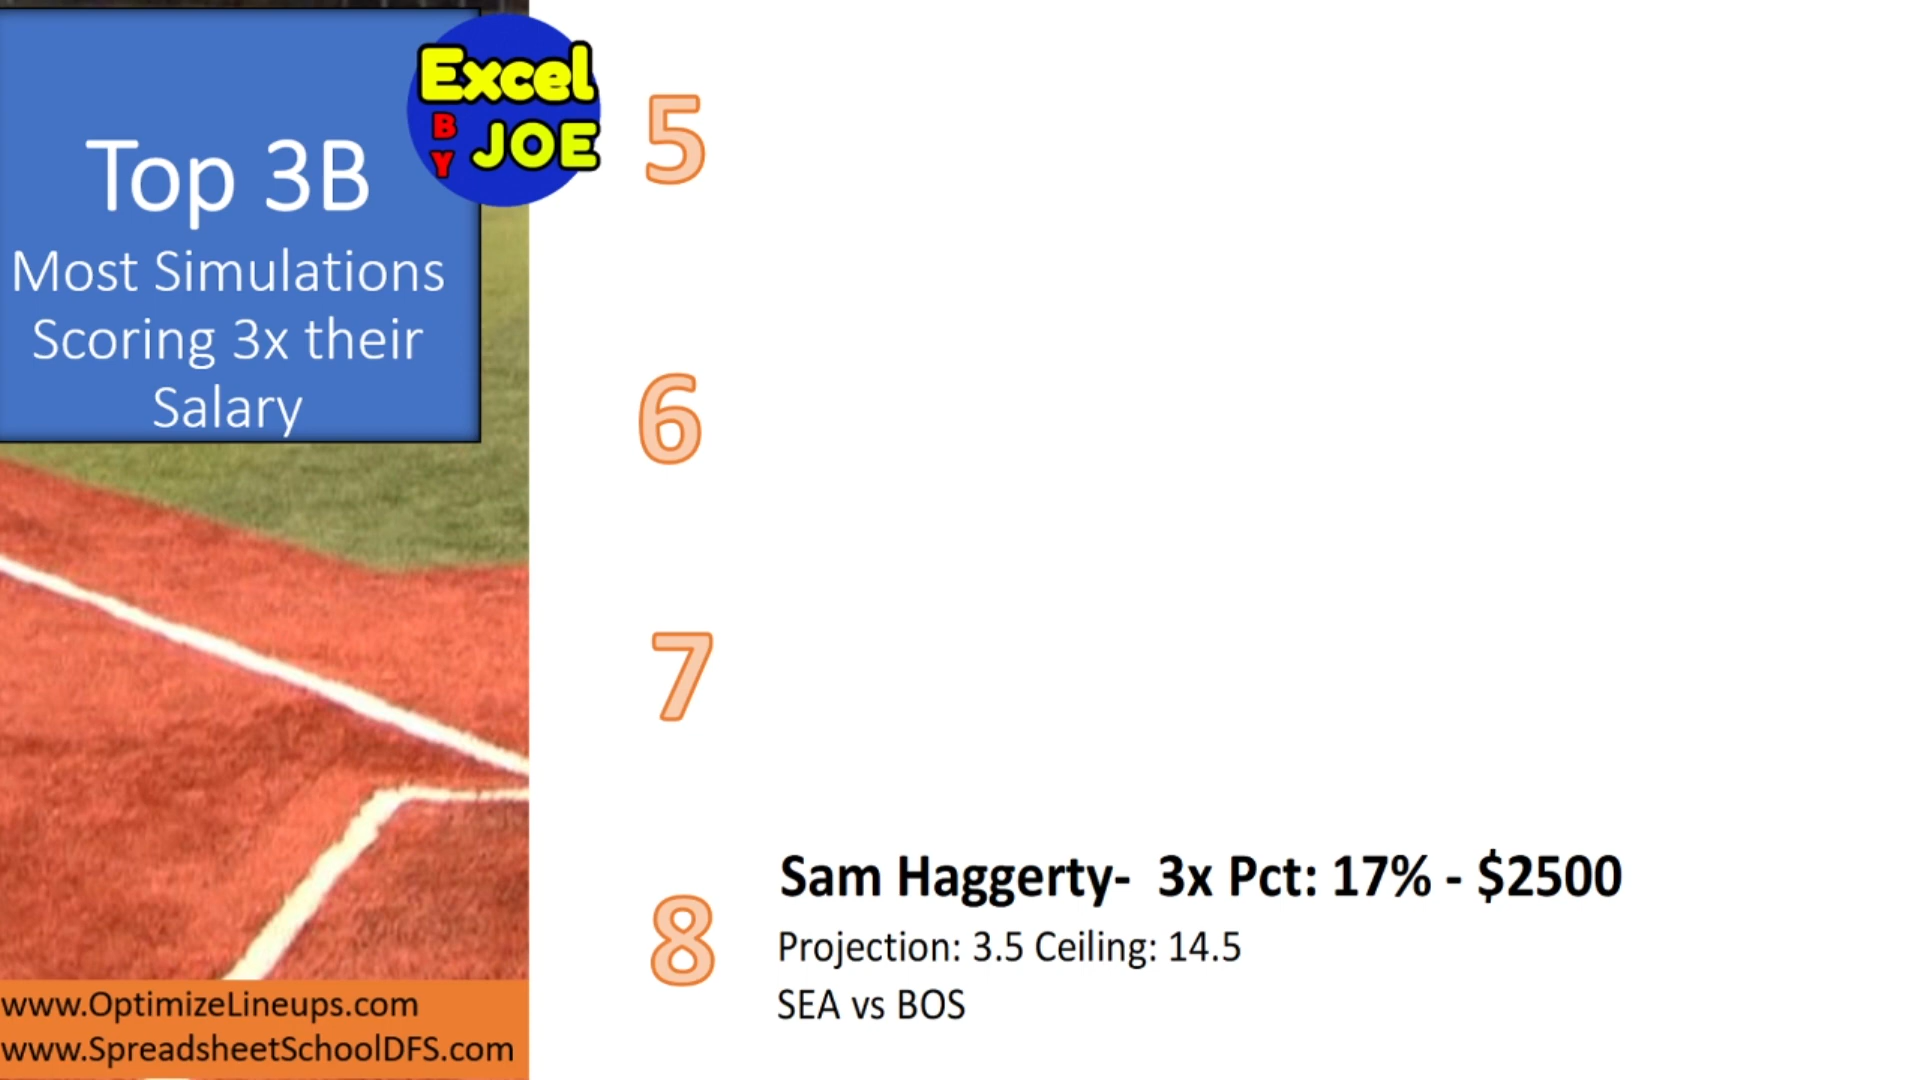 Excel
BY JOE
Top 3B
Most Simulations
Scoring 3x their
Salary
www.OptimizeLineups.com
www.SpreadsheetSchoolDFS.com
5
6
7
8
Sam Haggerty-  3x Pct: 17% - $2500
Projection: 3.5 Ceiling: 14.5
SEA vs BOS